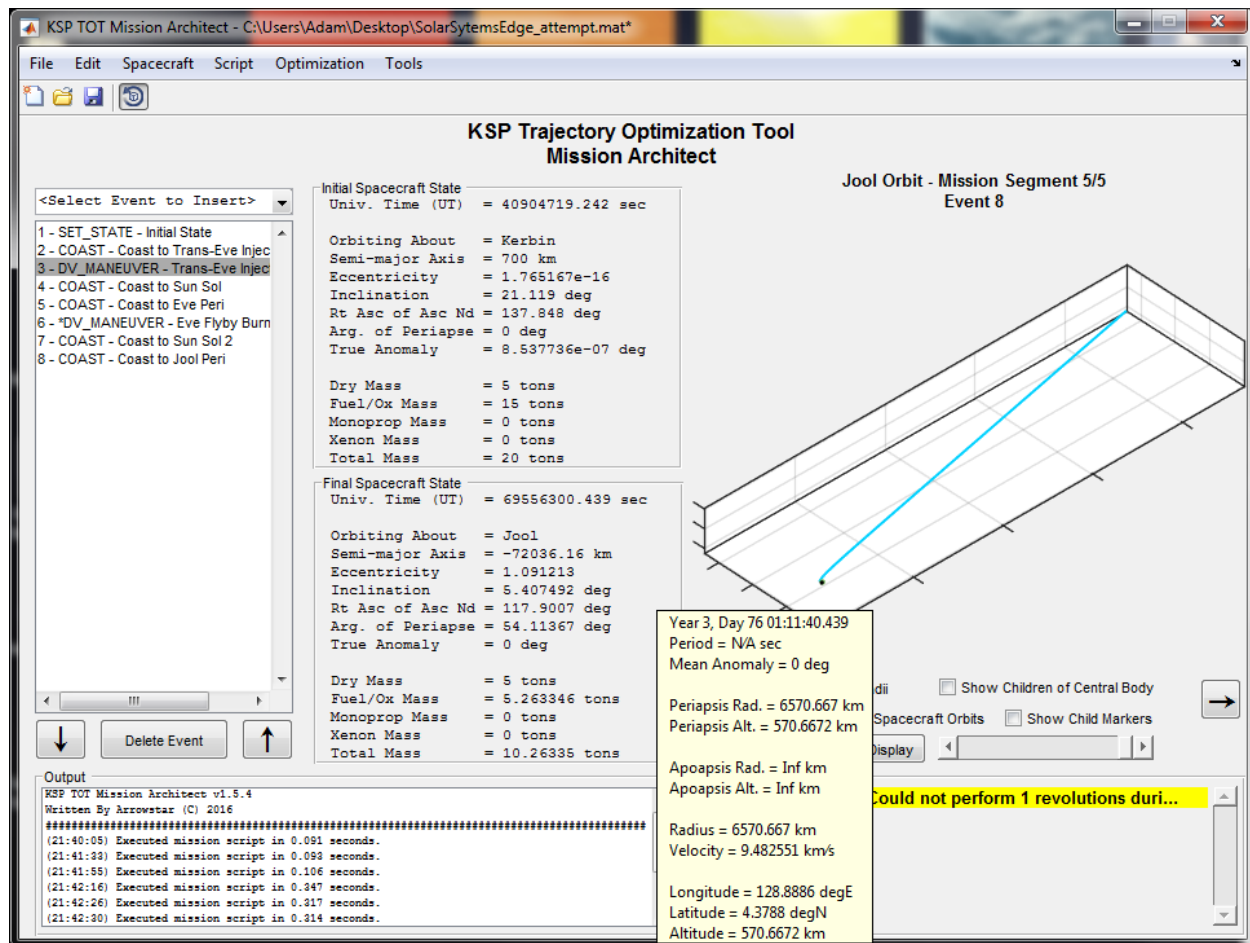 KSP TOT Mission Architect - C:\Users\Adam\Desktop\SolarSytemsEdge_attempt.mat*
File Edit Spacecraft Script Optimization Tools
KSP Trajectory Optimization Tool
Mission Architect
<Select Event to Insert>
1 - SET_STATE - Initial State
2 - COAST - Coast to Trans-Eve Injec
3 - DV_MANEUVER - Trans-Eve Injec
4 - COAST - Coast to Sun SoI
5 - COAST - Coast to Eve Peri
6 - *DV_MANEUVER - Eve Flyby Burn
7 - COAST - Coast to Sun SoI 2
8 - COAST - Coast to Jool Peri
Delete Event
Initial Spacecraft State
Univ. Time (UT) = 40904719.242 sec
Orbiting About = Kerbin
Semi-major Axis = 700 km
Eccentricity = 1.765167e-16
Inclination = 21.119 deg
Rt Asc of Asc Nd = 137.848 deg
Arg. of Periapse = 0 deg
True Anomaly = 8.537736e-07 deg
Dry Mass = 5 tons
Fuel/Ox Mass = 15 tons
Monoprop Mass = 0 tons
Xenon Mass = 0 tons
Total Mass = 20 tons
Final Spacecraft State
Univ. Time (UT) = 69556300.439 sec
Orbiting About = Jool
Semi-major Axis = -72036.16 km
Eccentricity = 1.091213
Inclination = 5.407492 deg
Rt Asc of Asc Nd = 117.9007 deg
Arg. of Periapse = 54.11367 deg
True Anomaly = 0 deg
Dry Mass = 5 tons
Fuel/Ox Mass = 5.263346 tons
Monoprop Mass = 0 tons
Xenon Mass = 0 tons
Total Mass = 10.26335 tons
Jool Orbit - Mission Segment 5/5
Event 8
Year 3, Day 76 01:11:40.439
Period = N/A sec
Mean Anomaly = 0 deg
Periapsis Rad. = 6570.667 km
Periapsis Alt. = 570.6672 km
Apoapsis Rad. = Inf km
Apoapsis Alt. = Inf km
Radius = 6570.667 km
Velocity = 9.482551 km/s
Longitude = 128.8886 degE
Latitude = 4.3788 degN
Altitude = 570.6672 km
dii Show Children of Central Body
Spacecraft Orbits Show Child Markers
Display
Output
KSP TOT Mission Architect v1.5.4
Written By Arrowstar (C) 2016
####################################################################################
(21:40:05) Executed mission script in 0.091 seconds.
(21:41:33) Executed mission script in 0.093 seconds.
(21:41:55) Executed mission script in 0.106 seconds.
(21:42:16) Executed mission script in 0.347 seconds.
(21:42:26) Executed mission script in 0.317 seconds.
(21:42:30) Executed mission script in 0.314 seconds.
Could not perform 1 revolutions duri...